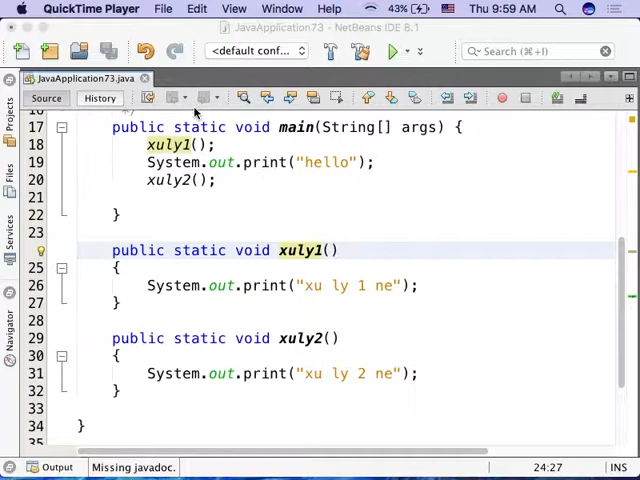 QuickTime Player File Edit View Window Help 43% Thu 9:59 AM
JavaApplication73 - NetBeans IDE 8.1
<default conf... Search (⌘+I)
JavaApplication73.java
Source History
Projects
Files
Services
Navigator
16 */
17 public static void main(String[] args) {
18 xuly1();
19 System.out.print("hello");
20 xuly2();
21
22 }
23
public static void xuly1()
25 {
26 System.out.print("xu ly 1 ne");
27 }
28
29 public static void xuly2()
30 {
31 System.out.print("xu ly 2 ne");
32 }
33
34 }
35
Output Missing javadoc. 24:27 INS